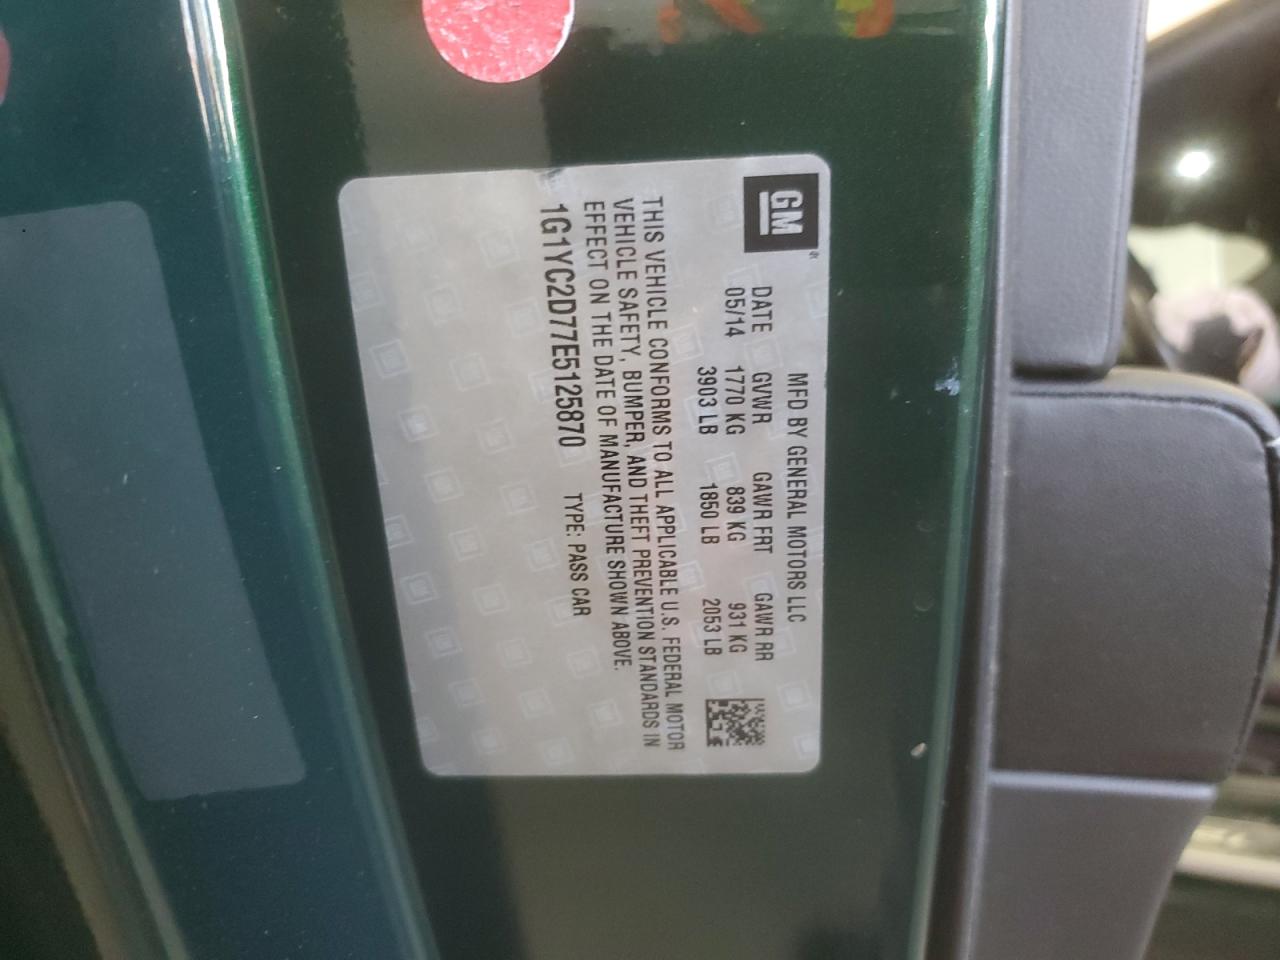 GM
MFD BY GENERAL MOTORS LLC
DATE GVWR GAWR FRT GAWR RR
05/14 1770 KG 839 KG 931 KG
3903 LB 1850 LB 2053 LB
THIS VEHICLE CONFORMS TO ALL APPLICABLE U.S. FEDERAL MOTOR
VEHICLE SAFETY, BUMPER, AND THEFT PREVENTION STANDARDS IN
EFFECT ON THE DATE OF MANUFACTURE SHOWN ABOVE.
1G1YC2D77E5125870 TYPE: PASS CAR